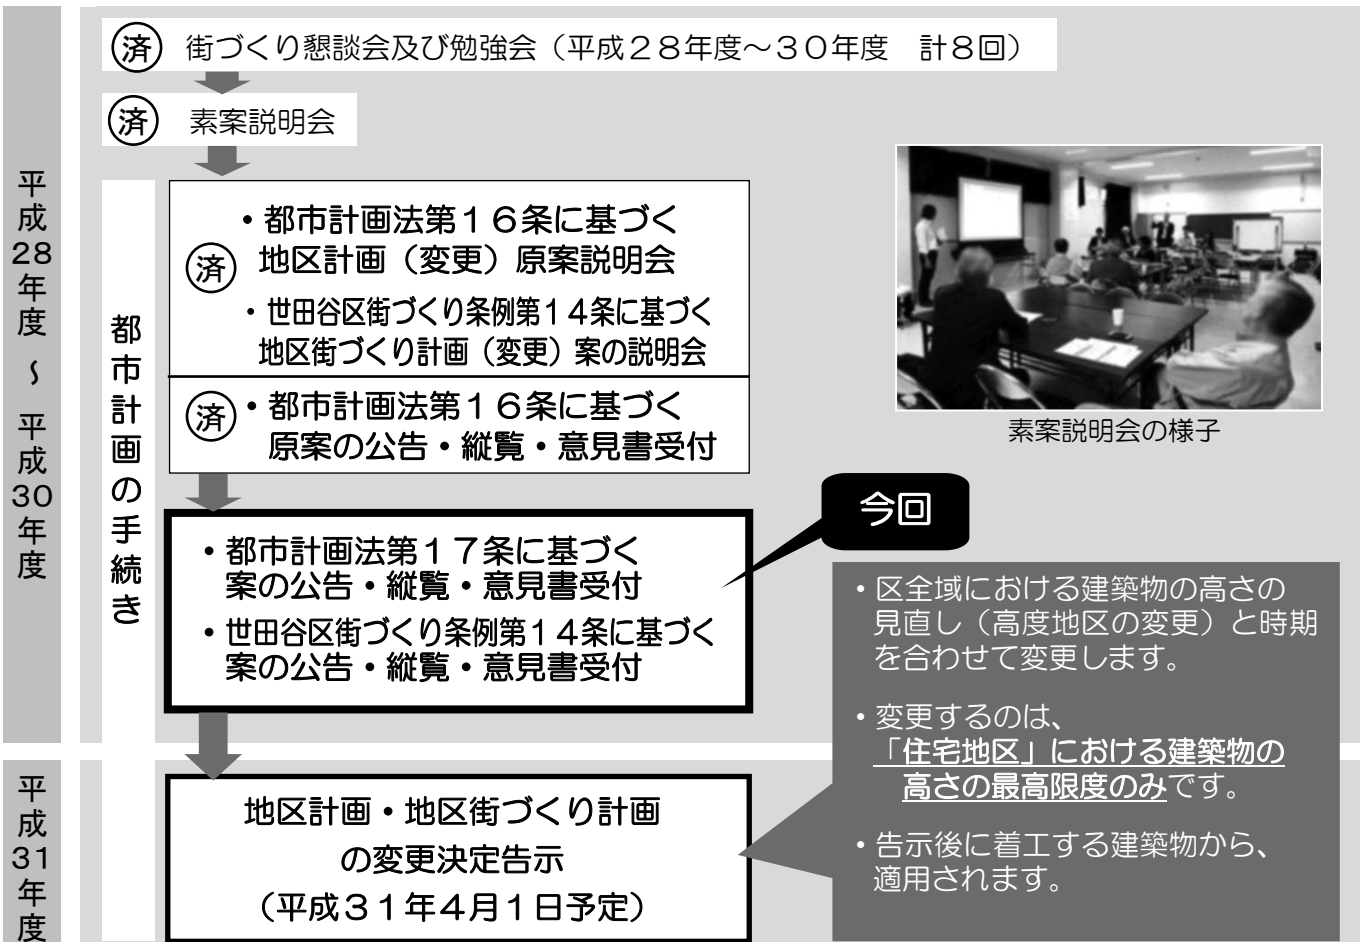 平成28年度～平成30年度
済 街づくり懇談会及び勉強会（平成２８年度～３０年度　計８回）
済 素案説明会
都市計画の手続き
済
・都市計画法第１６条に基づく
地区計画（変更）原案説明会
・世田谷区街づくり条例第１４条に基づく
地区街づくり計画（変更）案の説明会
済
・都市計画法第１６条に基づく
原案の公告・縦覧・意見書受付
素案説明会の様子
今回
・都市計画法第１７条に基づく
案の公告・縦覧・意見書受付
・世田谷区街づくり条例第１４条に基づく
案の公告・縦覧・意見書受付
・区全域における建築物の高さの
見直し（高度地区の変更）と時期
を合わせて変更します。
・変更するのは、
「住宅地区」における建築物の
高さの最高限度のみです。
・告示後に着工する建築物から、
適用されます。
平成31年度
地区計画・地区街づくり計画
の変更決定告示
（平成３１年４月１日予定）